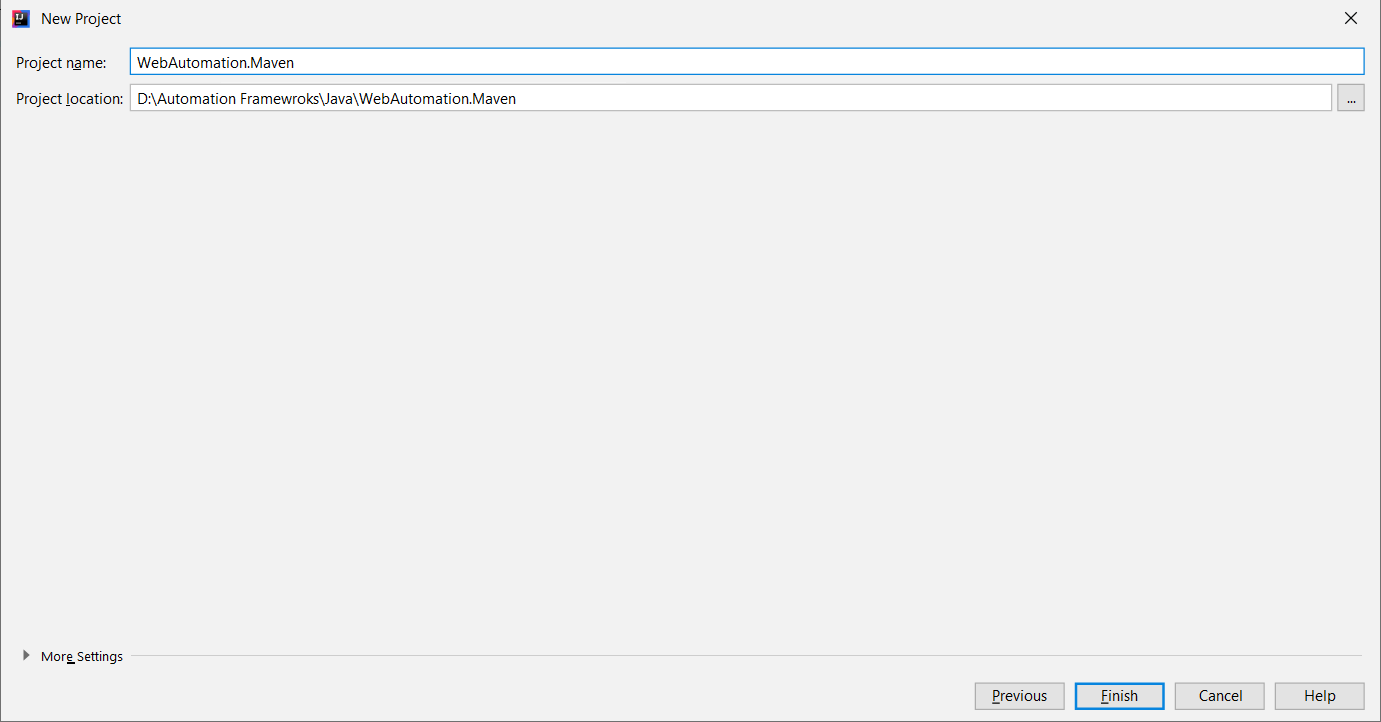 New Project
Project name: WebAutomation.Maven
Project location: D:\Automation Framewroks\Java\WebAutomation.Maven ...
More Settings
Previous Finish Cancel Help